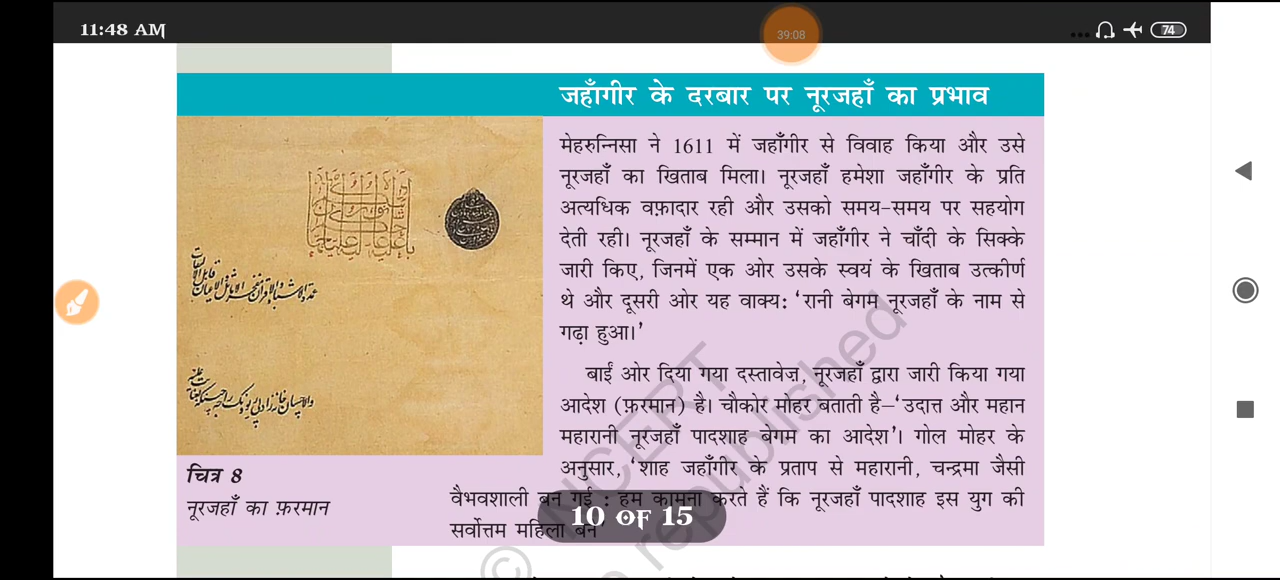 11:48 AM
39:08
74
जहाँगीर के दरबार पर नूरजहाँ का प्रभाव
मेहरुन्निसा ने 1611 में जहाँगीर से विवाह किया और उसे
नूरजहाँ का खिताब मिला। नूरजहाँ हमेशा जहाँगीर के प्रति
अत्यधिक वफ़ादार रही और उसको समय-समय पर सहयोग
देती रही। नूरजहाँ के सम्मान में जहाँगीर ने चाँदी के सिक्के
जारी किए, जिनमें एक ओर उसके स्वयं के खिताब उत्कीर्ण
थे और दूसरी ओर यह वाक्य: 'रानी बेगम नूरजहाँ के नाम से
गढ़ा हुआ।'
बाईं ओर दिया गया दस्तावेज, नूरजहाँ द्वारा जारी किया गया
आदेश (फ़रमान) है। चौकोर मोहर बताती है–'उदात्त और महान
महारानी नूरजहाँ पादशाह बेगम का आदेश'। गोल मोहर के
अनुसार, 'शाह जहाँगीर के प्रताप से महारानी, चन्द्रमा जैसी
वैभवशाली बन गई : हम कामना करते हैं कि नूरजहाँ पादशाह इस युग की
सर्वोत्तम महिला बनें'
चित्र 8
नूरजहाँ का फ़रमान
10 OF 15
© NCERT
republished